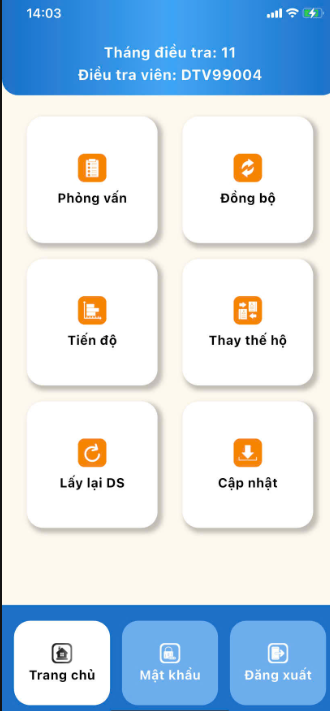 14:03
Tháng điều tra: 11
Điều tra viên: DTV99004
Phỏng vấn
Đồng bộ
Tiến độ
Thay thế hộ
Lấy lại DS
Cập nhật
Trang chủ
Mật khẩu
Đăng xuất